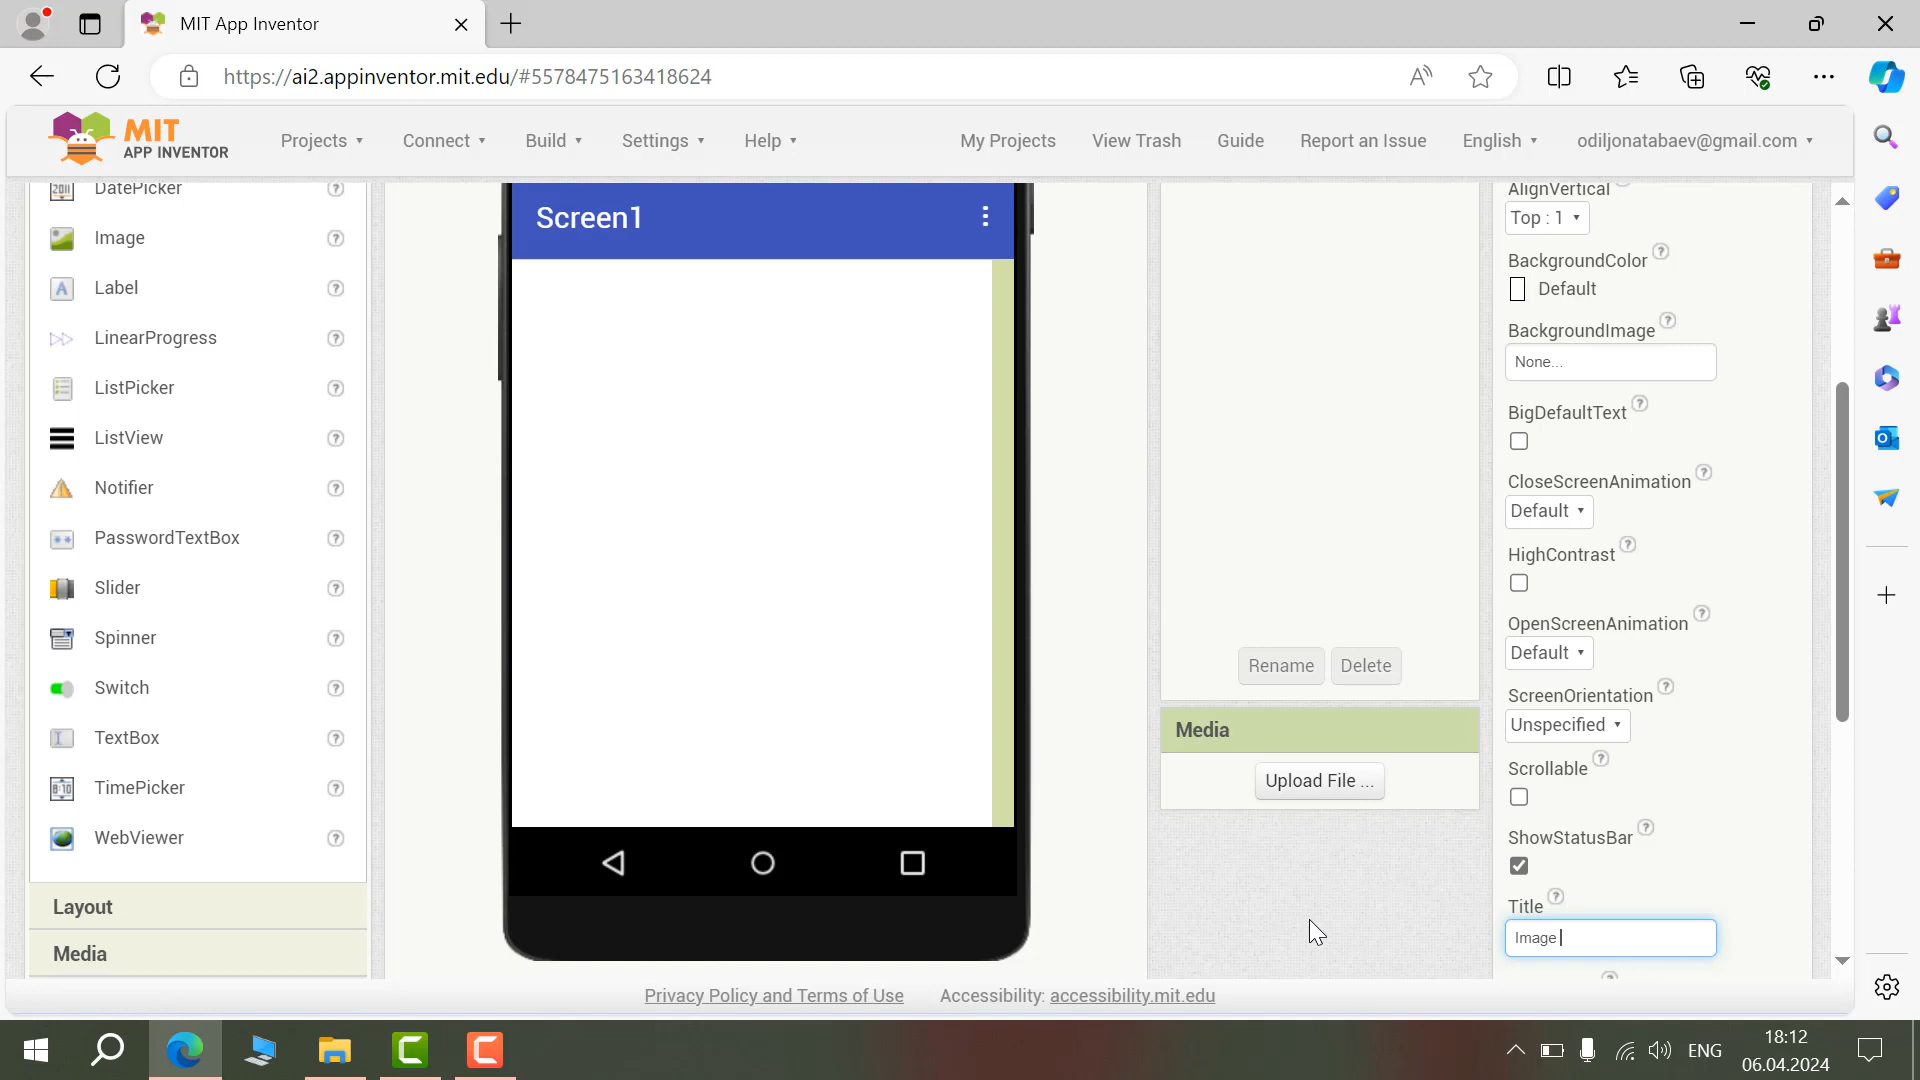 MIT App Inventor
https://ai2.appinventor.mit.edu/#5578475163418624
MIT
APP INVENTOR
Projects
Connect
Build
Settings
Help
My Projects
View Trash
Guide
Report an Issue
English
odiljonatabaev@gmail.com
DatePicker
Image
Label
LinearProgress
ListPicker
ListView
Notifier
PasswordTextBox
Slider
Spinner
Switch
TextBox
TimePicker
WebViewer
Layout
Media
Screen1
Rename
Delete
Media
Upload File ...
AlignVertical
Top : 1
BackgroundColor
Default
BackgroundImage
None...
BigDefaultText
CloseScreenAnimation
Default
HighContrast
OpenScreenAnimation
Default
ScreenOrientation
Unspecified
Scrollable
ShowStatusBar
Title
Image
Privacy Policy and Terms of Use
Accessibility: accessibility.mit.edu
ENG
18:12
06.04.2024